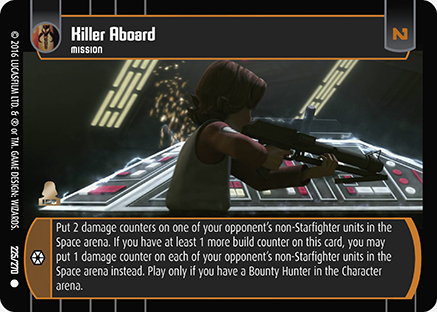 Killer Aboard
MISSION
N
Put 2 damage counters on one of your opponent's non-Starfighter units in the
Space arena. If you have at least 1 more build counter on this card, you may
put 1 damage counter on each of your opponent's non-Starfighter units in the
Space arena instead. Play only if you have a Bounty Hunter in the Character
arena.
© 2016 LUCASFILM LTD. & ® or TM. GAME DESIGN: WIZARDS.
225/270